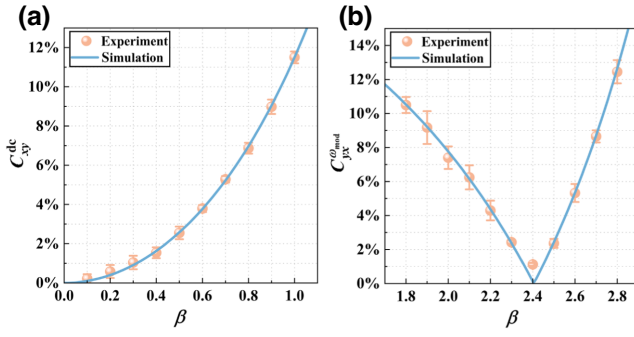 (a)
Experiment
Simulation
12%
10%
8%
6%
4%
2%
0%
C_xy^dc
0.0 0.2 0.4 0.6 0.8 1.0
β
(b)
Experiment
Simulation
14%
12%
10%
8%
6%
4%
2%
0%
C_yx^ω_mod
1.8 2.0 2.2 2.4 2.6 2.8
β